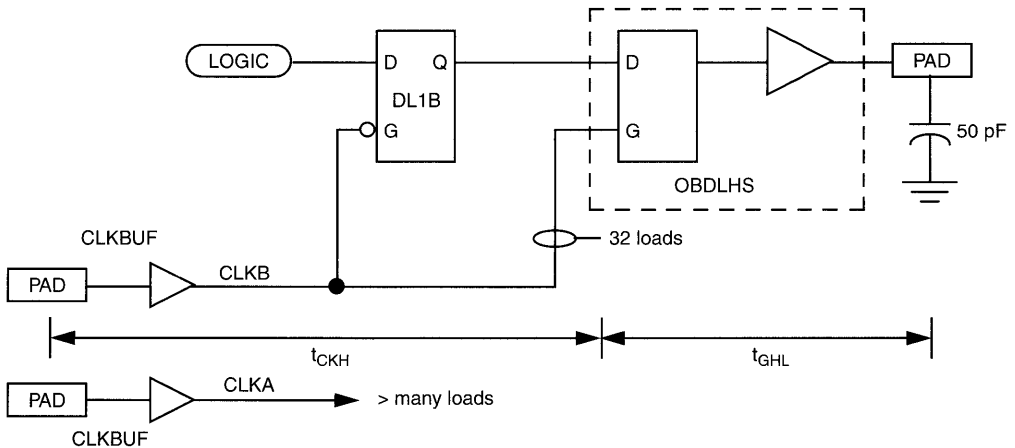 LOGIC
D Q
DL1B
G
D
G
OBDLHS
PAD
50 pF
32 loads
CLKBUF
PAD
CLKB
tCKH
tGHL
PAD
CLKA
> many loads
CLKBUF